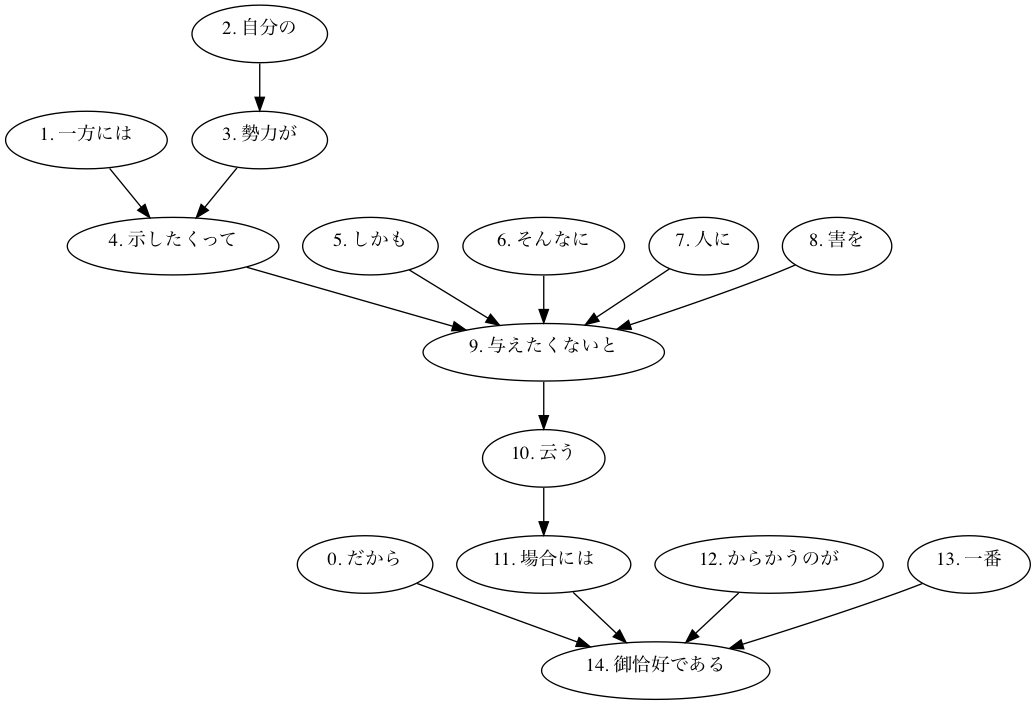 2. 自分の
1. 一方には
3. 勢力が
4. 示したくって
5. しかも
6. そんなに
7. 人に
8. 害を
9. 与えたくないと
10. 云う
0. だから
11. 場合には
12. からかうのが
13. 一番
14. 御恰好である